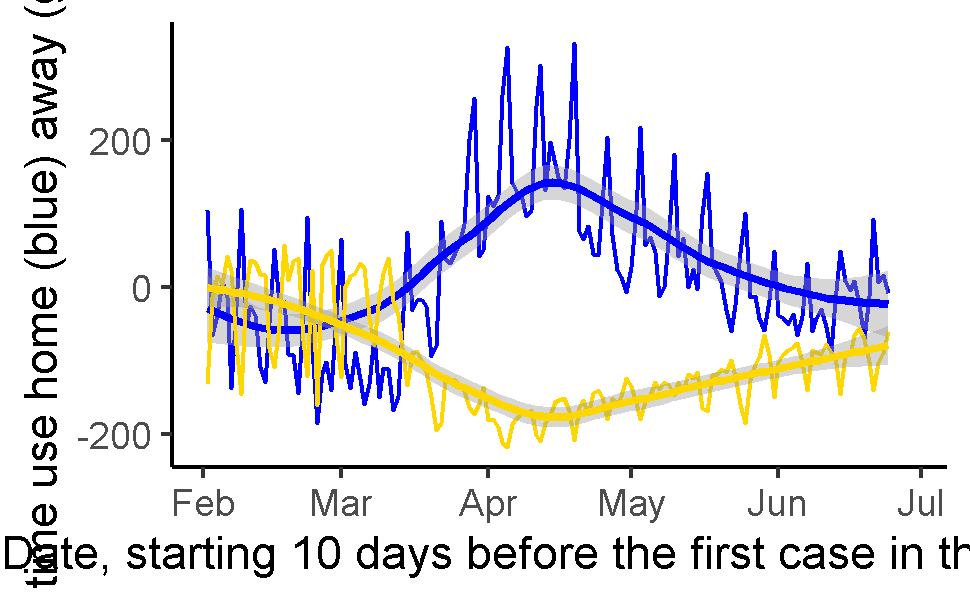 time use home (blue) away (
200
0
-200
Feb Mar Apr May Jun Jul
Date, starting 10 days before the first case in th